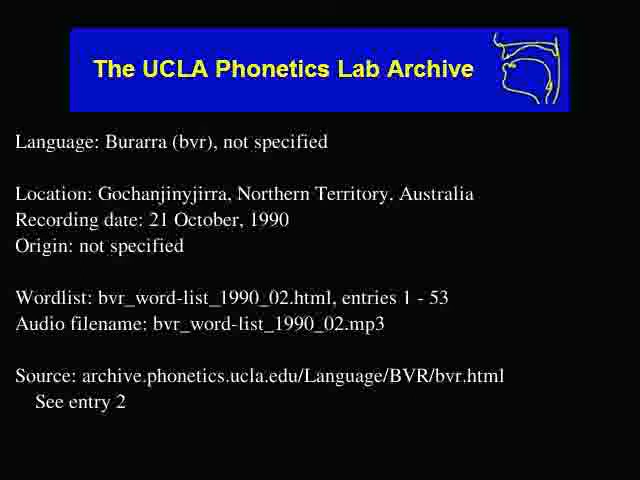 The UCLA Phonetics Lab Archive
Language: Burarra (bvr), not specified
Location: Gochanjinyjirra, Northern Territory. Australia
Recording date: 21 October, 1990
Origin: not specified
Wordlist: bvr_word-list_1990_02.html, entries 1 - 53
Audio filename: bvr_word-list_1990_02.mp3
Source: archive.phonetics.ucla.edu/Language/BVR/bvr.html
See entry 2